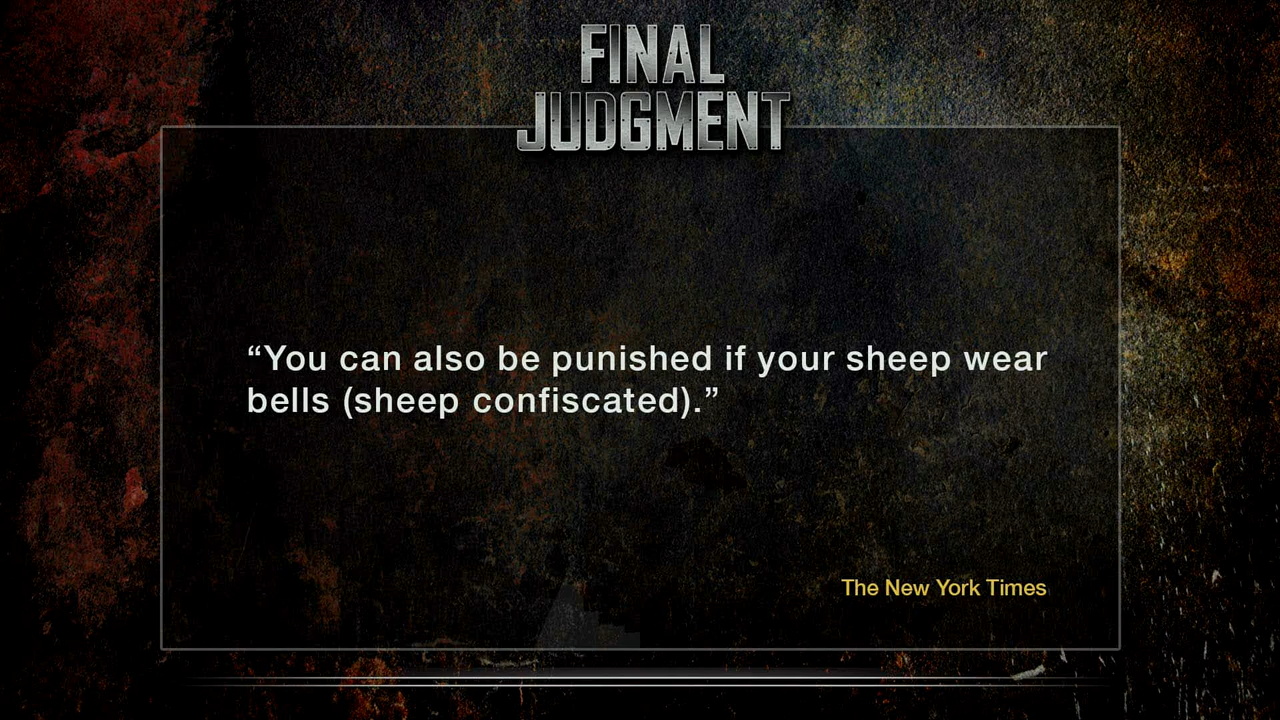 FINAL
JUDGMENT
“You can also be punished if your sheep wear
bells (sheep confiscated).”
The New York Times